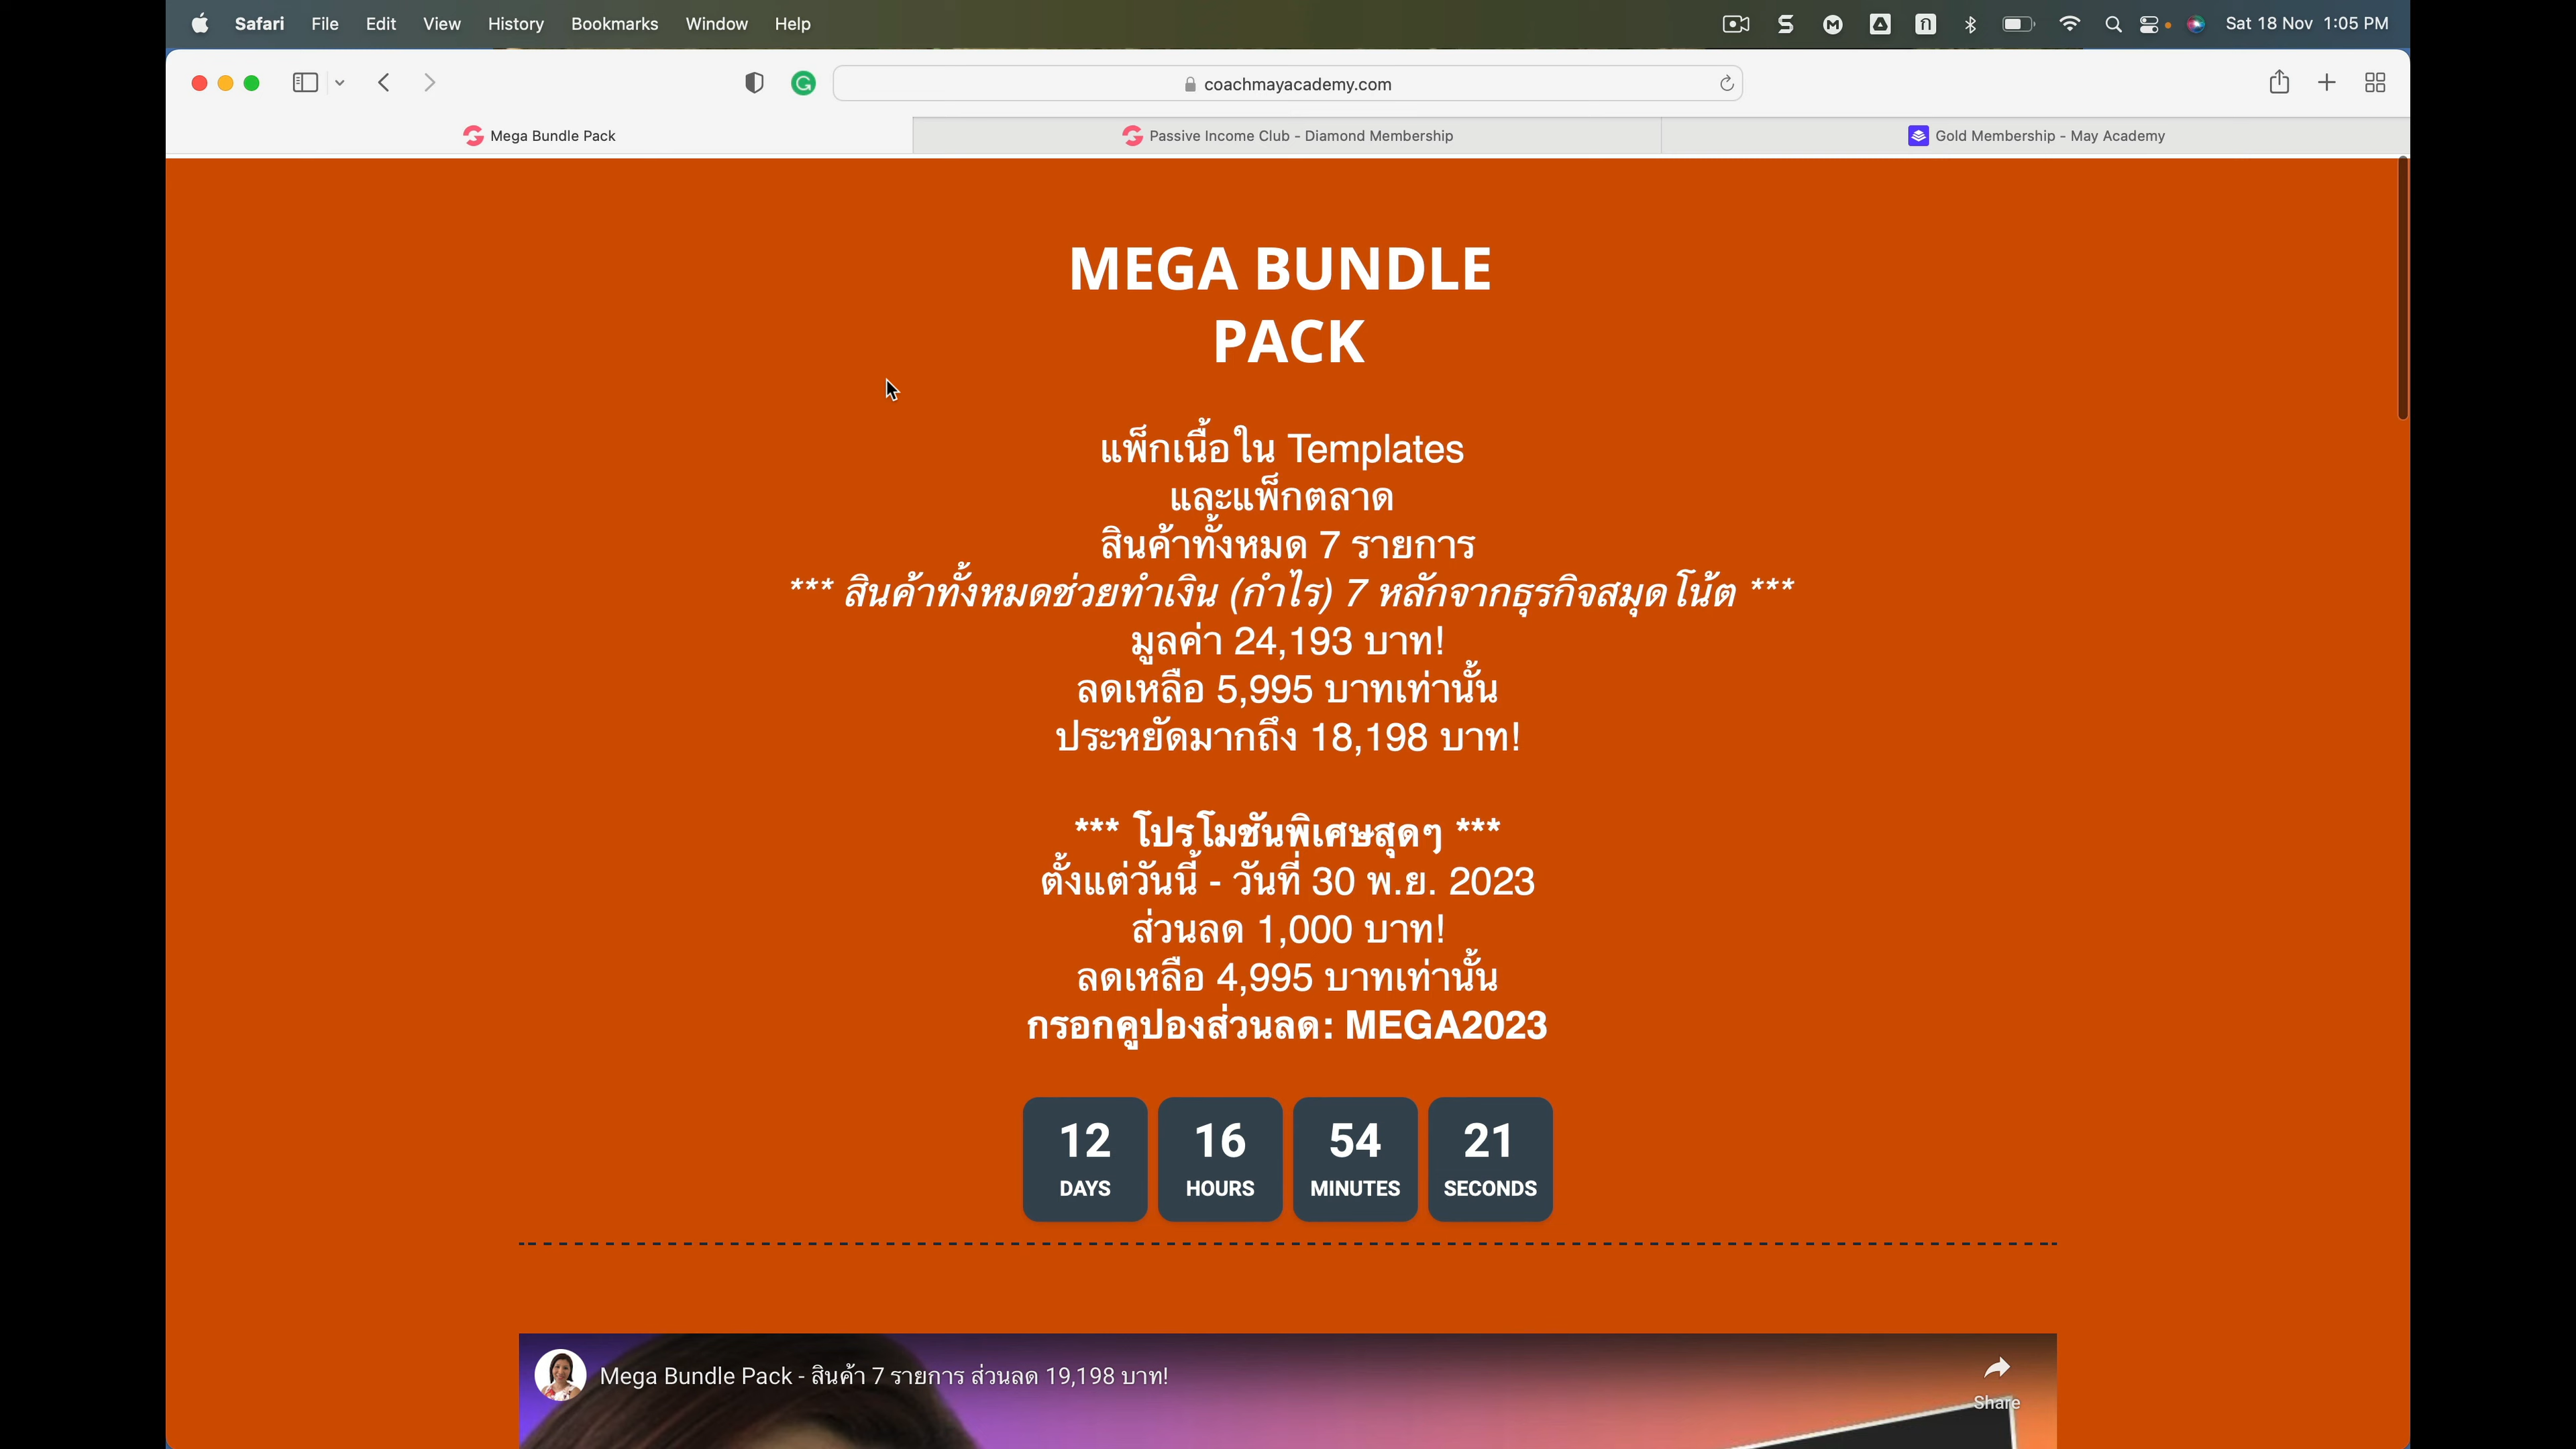 Safari File Edit View History Bookmarks Window Help Sat 18 Nov 1:05 PM
coachmayacademy.com
Mega Bundle Pack Passive Income Club - Diamond Membership Gold Membership - May Academy
MEGA BUNDLE
PACK
แพ็กเนื้อใน Templates
และแพ็กตลาด
สินค้าทั้งหมด 7 รายการ
*** สินค้าทั้งหมดช่วยทำเงิน (กำไร) 7 หลักจากธุรกิจสมุดโน้ต ***
มูลค่า 24,193 บาท!
ลดเหลือ 5,995 บาทเท่านั้น
ประหยัดมากถึง 18,198 บาท!
*** โปรโมชันพิเศษสุดๆ ***
ตั้งแต่วันนี้ - วันที่ 30 พ.ย. 2023
ส่วนลด 1,000 บาท!
ลดเหลือ 4,995 บาทเท่านั้น
กรอกคูปองส่วนลด: MEGA2023
12 16 54 21
DAYS HOURS MINUTES SECONDS
Mega Bundle Pack - สินค้า 7 รายการ ส่วนลด 19,198 บาท!
Share